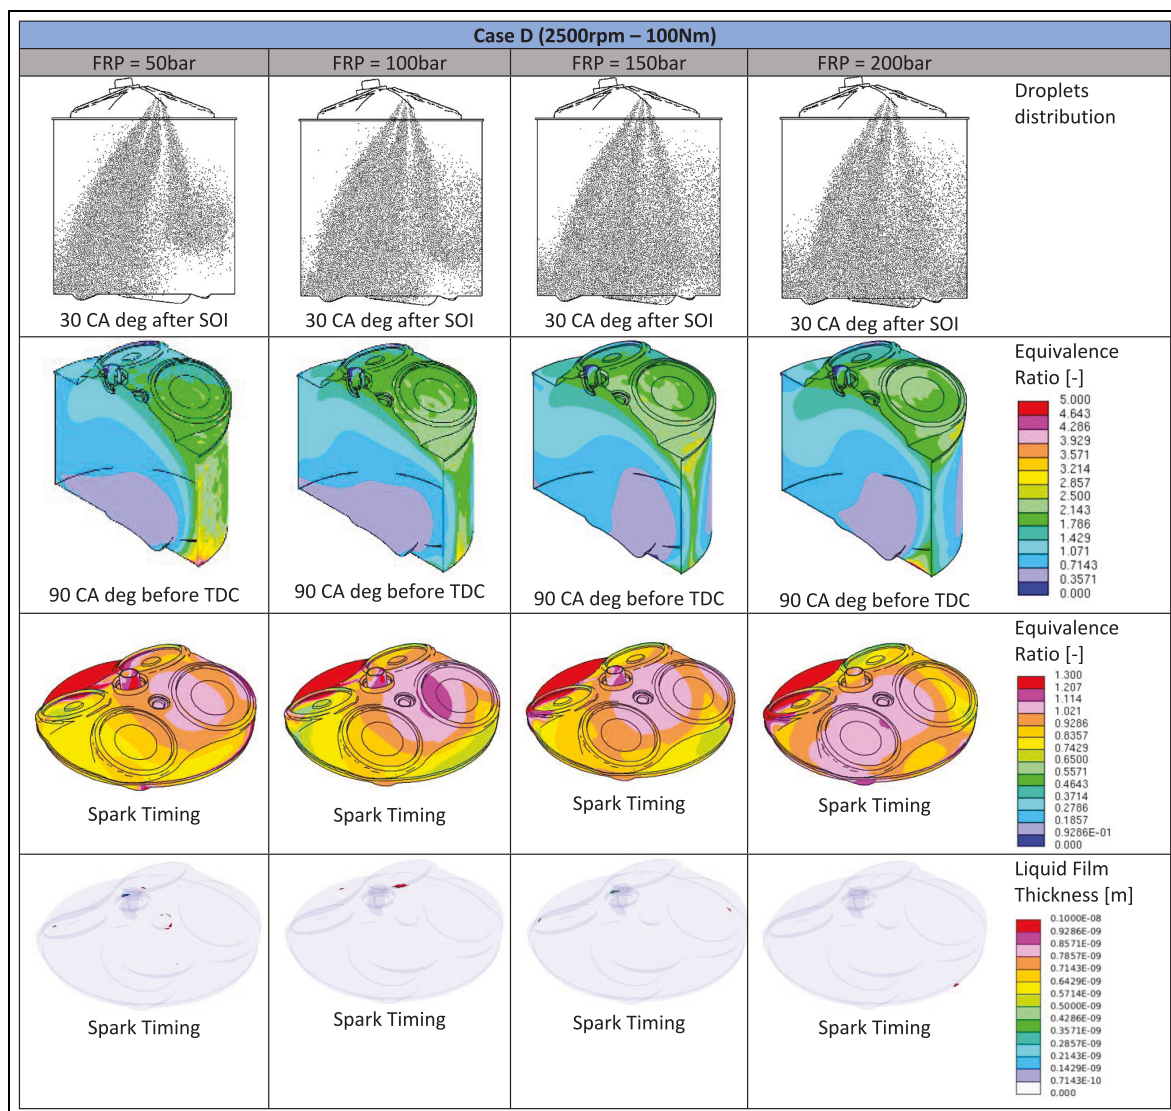 Case D (2500rpm – 100Nm)
FRP = 50bar
FRP = 100bar
FRP = 150bar
FRP = 200bar
30 CA deg after SOI
30 CA deg after SOI
30 CA deg after SOI
30 CA deg after SOI
Droplets
distribution
90 CA deg before TDC
90 CA deg before TDC
90 CA deg before TDC
90 CA deg before TDC
Equivalence
Ratio [-]
5.000
4.643
4.286
3.929
3.571
3.214
2.857
2.500
2.143
1.786
1.429
1.071
0.7143
0.3571
0.000
Spark Timing
Spark Timing
Spark Timing
Spark Timing
Equivalence
Ratio [-]
1.300
1.207
1.114
1.021
0.9286
0.8357
0.7429
0.6500
0.5571
0.4643
0.3714
0.2786
0.1857
0.9286E-01
0.000
Spark Timing
Spark Timing
Spark Timing
Spark Timing
Liquid Film
Thickness [m]
0.1000E-08
0.9286E-09
0.8571E-09
0.7857E-09
0.7143E-09
0.6429E-09
0.5714E-09
0.5000E-09
0.4286E-09
0.3571E-09
0.2857E-09
0.2143E-09
0.1429E-09
0.7143E-10
0.000